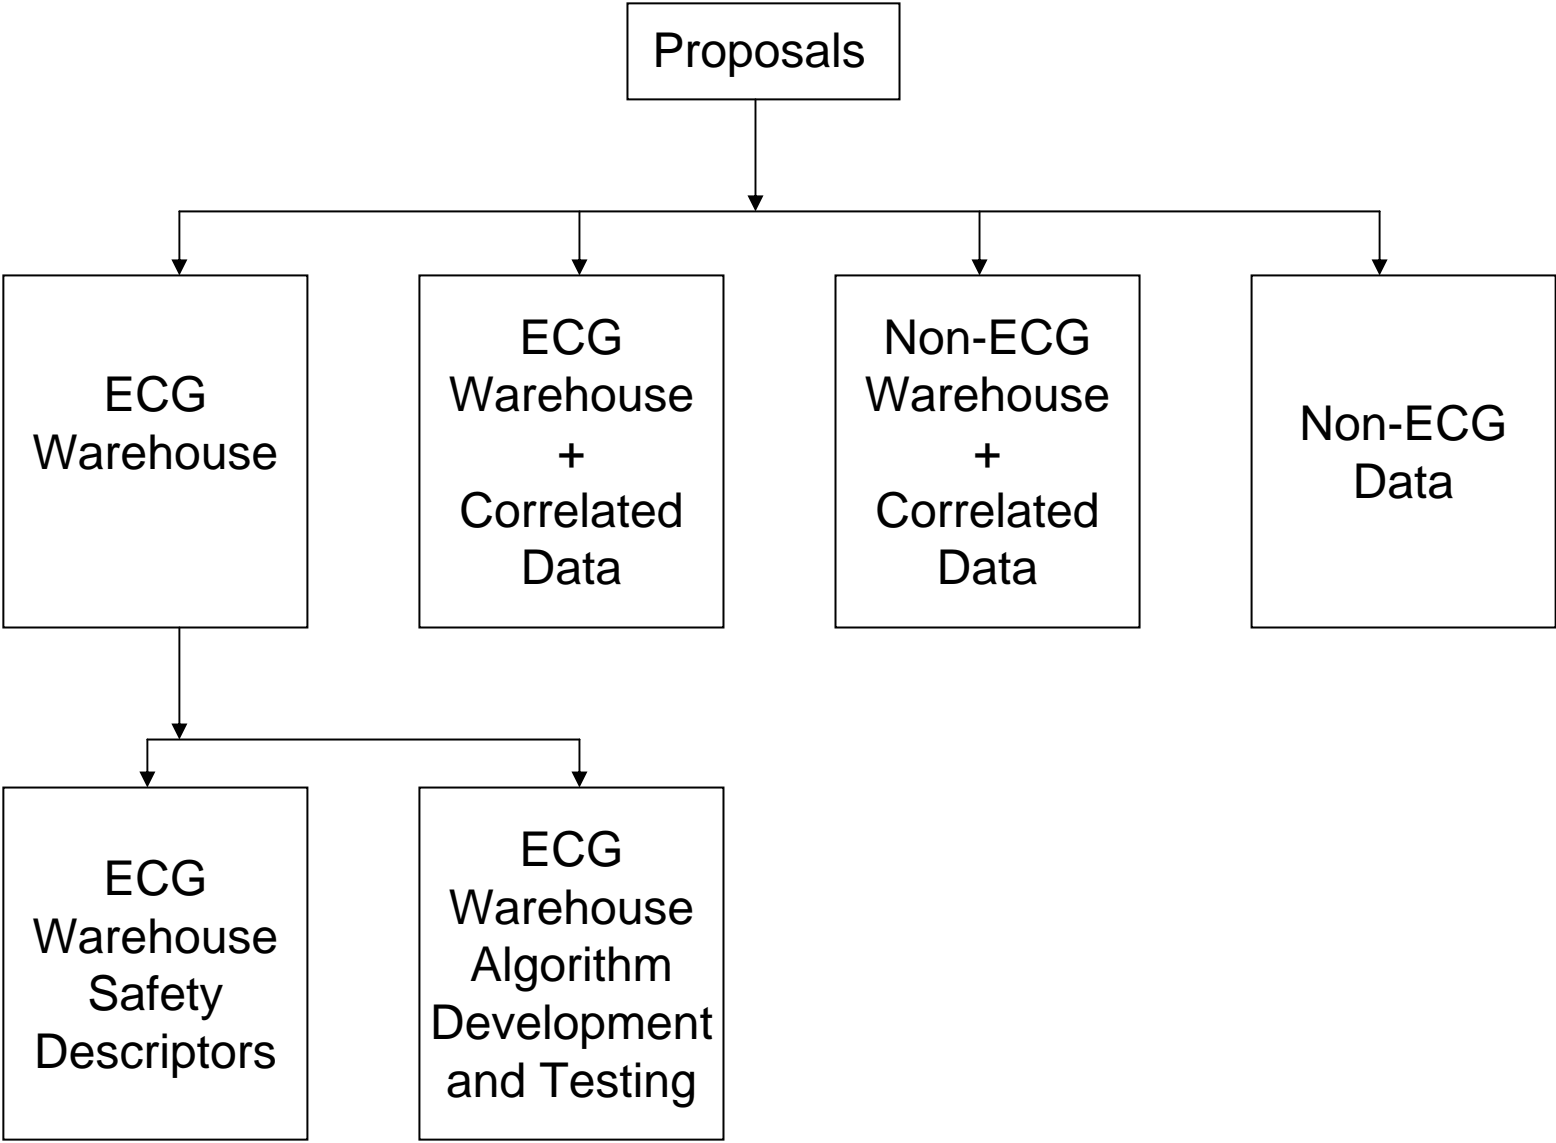 Proposals
ECG
Warehouse
ECG
Warehouse
+
Correlated
Data
Non-ECG
Warehouse
+
Correlated
Data
Non-ECG
Data
ECG
Warehouse
Safety
Descriptors
ECG
Warehouse
Algorithm
Development
and Testing